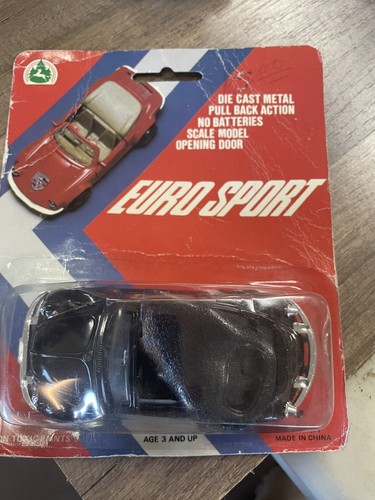 DIE CAST METAL
PULL BACK ACTION
NO BATTERIES
SCALE MODEL
OPENING DOOR
EURO SPORT
AGE 3 AND UP
MADE IN CHINA